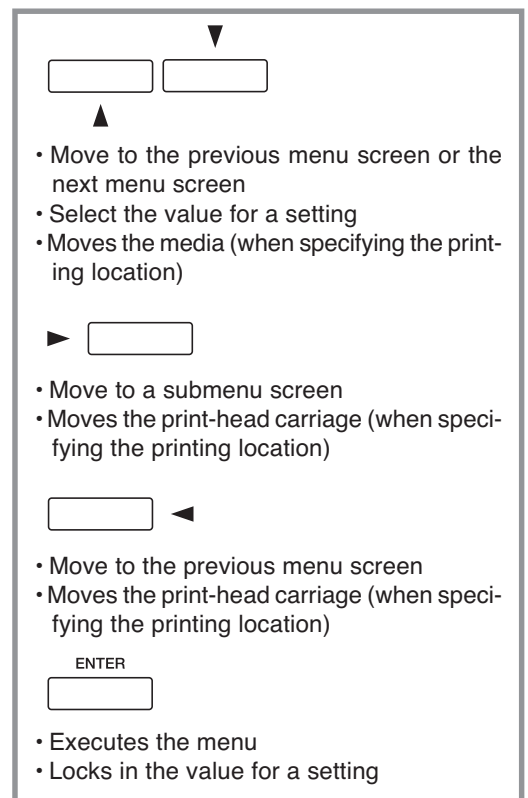 • Move to the previous menu screen or the
next menu screen
• Select the value for a setting
• Moves the media (when specifying the print-
ing location)
• Move to a submenu screen
• Moves the print-head carriage (when speci-
fying the printing location)
• Move to the previous menu screen
• Moves the print-head carriage (when speci-
fying the printing location)
ENTER
• Executes the menu
• Locks in the value for a setting